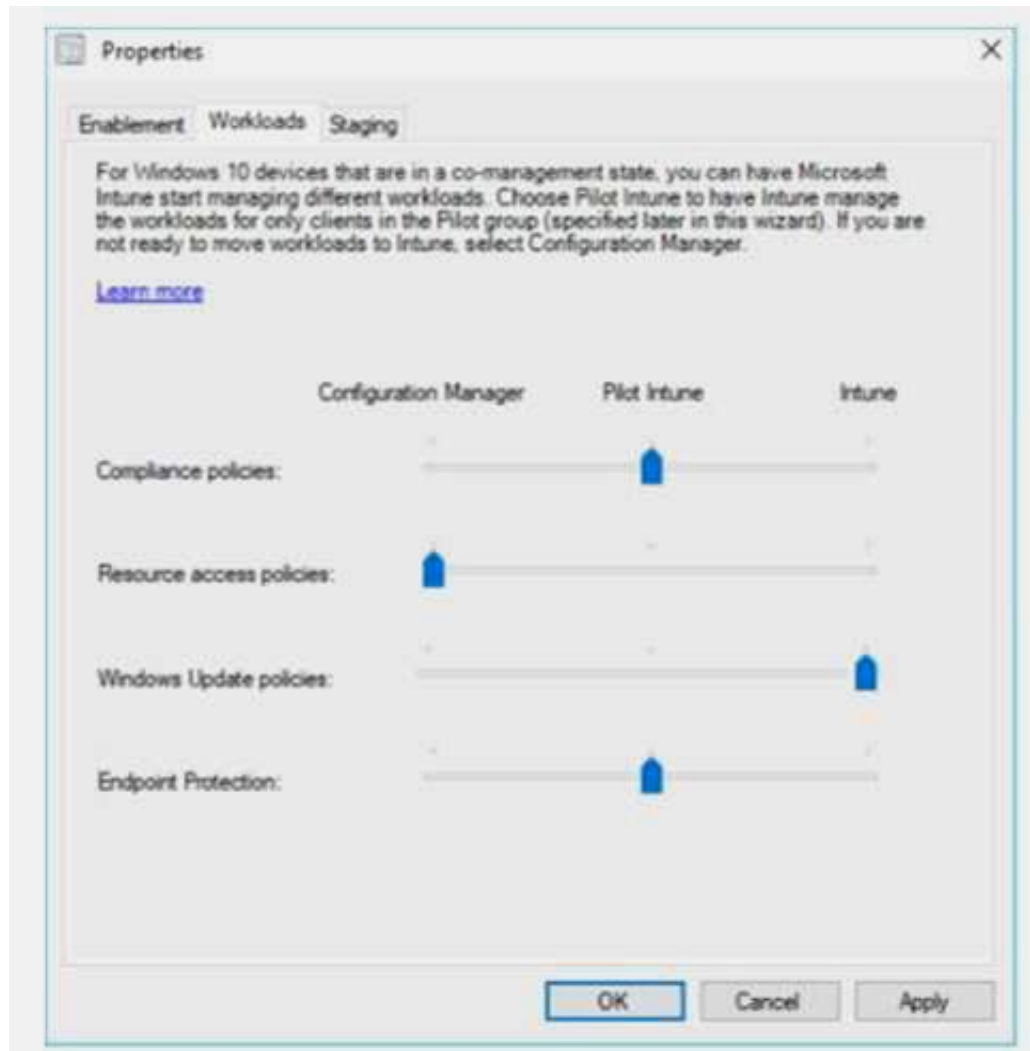 Properties
Enablement Workloads Staging
For Windows 10 devices that are in a co-management state, you can have Microsoft
Intune start managing different workloads. Choose Pilot Intune to have Intune manage
the workloads for only clients in the Pilot group (specified later in this wizard). If you are
not ready to move workloads to Intune, select Configuration Manager.
Learn more
Configuration Manager Pilot Intune Intune
Compliance policies:
Resource access policies:
Windows Update policies:
Endpoint Protection:
OK Cancel Apply